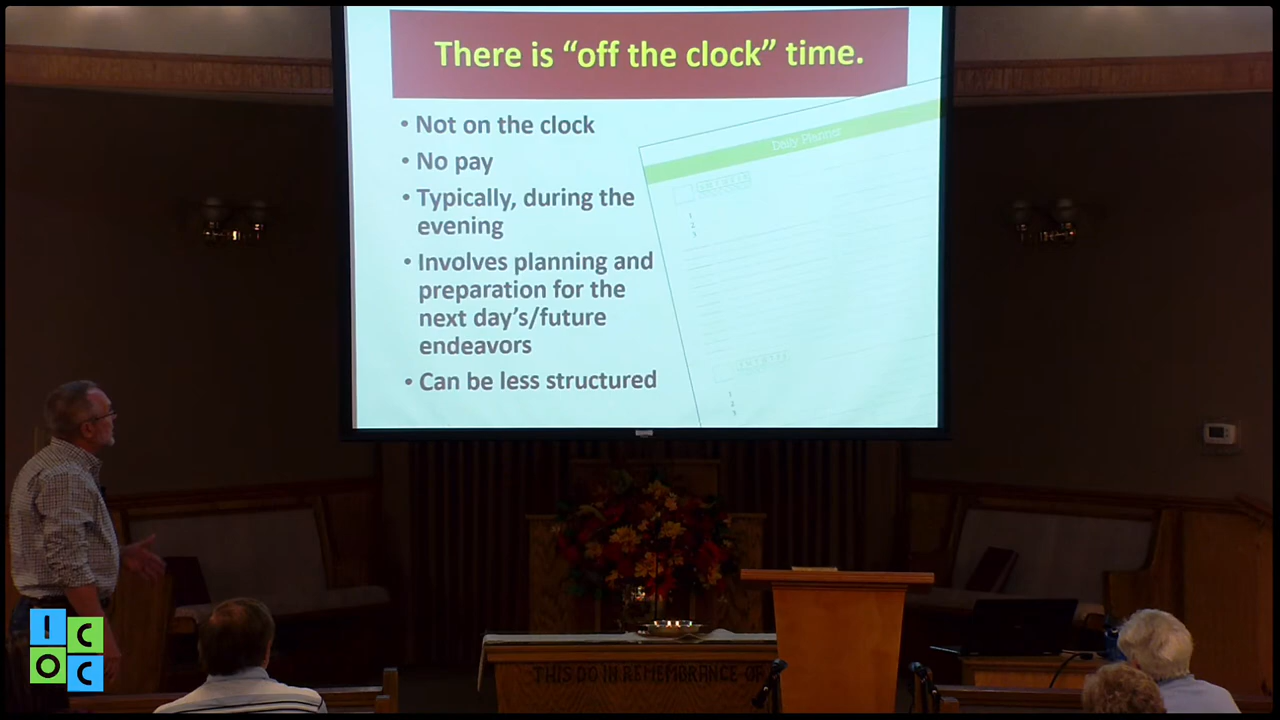 There is “off the clock” time.
• Not on the clock
• No pay
• Typically, during the
evening
• Involves planning and
preparation for the
next day’s/future
endeavors
• Can be less structured
Daily Planner
THIS DO IN REMEMBRANCE OF
I C
O C